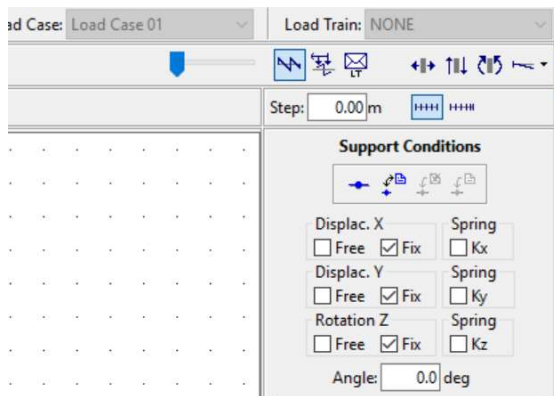 ad Case: Load Case 01 Load Train: NONE
LT
Step: 0.00 m
Support Conditions
Displac. X Spring
Free Fix Kx
Displac. Y Spring
Free Fix Ky
Rotation Z Spring
Free Fix Kz
Angle: 0.0 deg